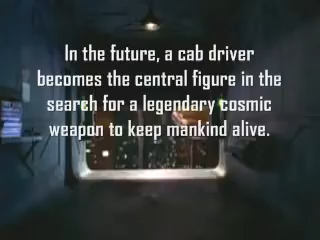 In the future, a cab driver
becomes the central figure in the
search for a legendary cosmic
weapon to keep mankind alive.